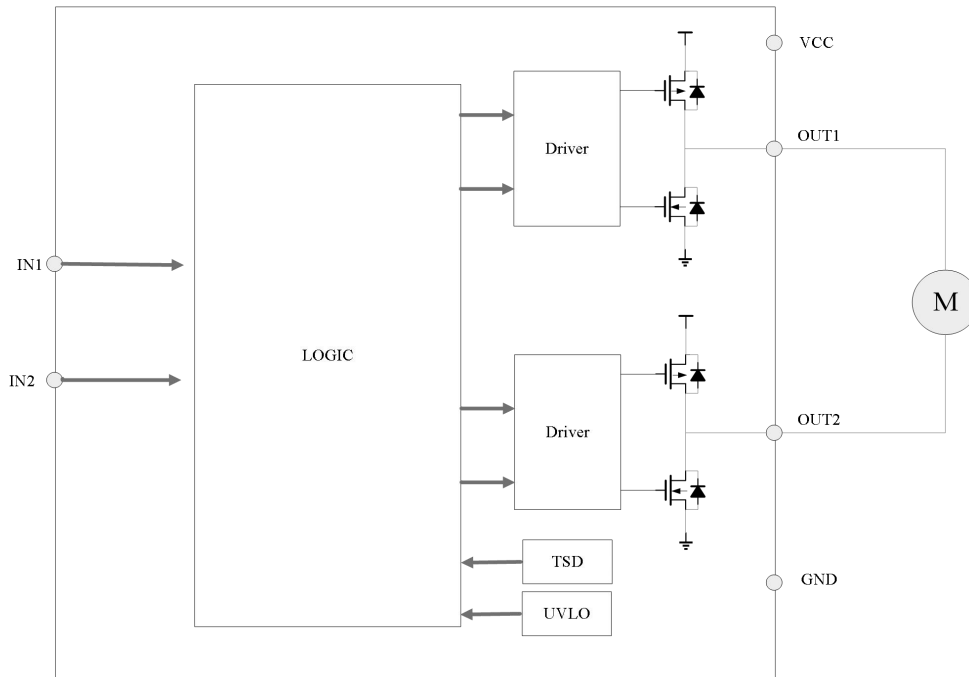 VCC
OUT1
Driver
IN1
M
LOGIC
IN2
OUT2
Driver
TSD
GND
UVLO